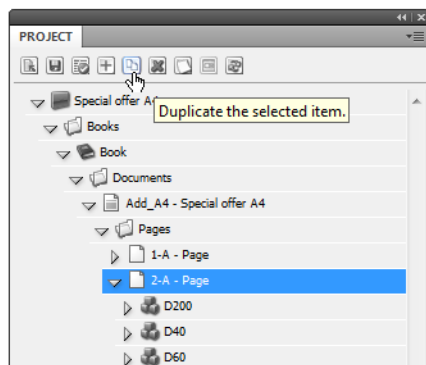 PROJECT
Special offer A4
Duplicate the selected item.
Books
Book
Documents
Add_A4 - Special offer A4
Pages
1-A - Page
2-A - Page
D200
D40
D60